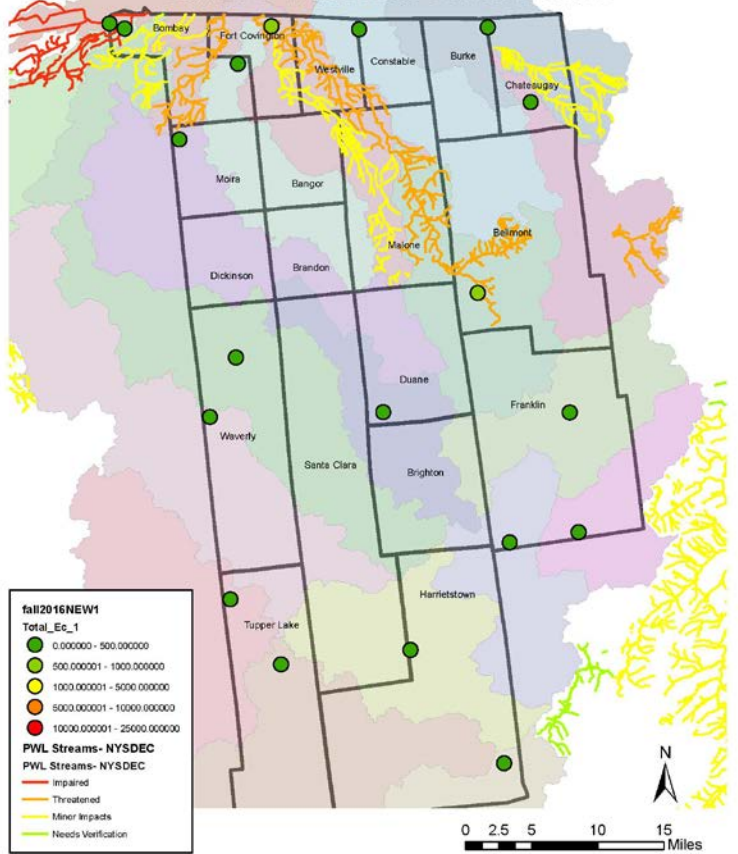 Bombay
Fort Covington
Westville
Constable
Burke
Chateaugay
Moira
Bangor
Malone
Bellmont
Dickinson
Brandon
Duane
Franklin
Waverly
Santa Clara
Brighton
Harrietstown
Tupper Lake
fall2016NEW1
Total_Ec_1
0.000000 - 500.000000
500.000001 - 1000.000000
1000.000001 - 5000.000000
5000.000001 - 10000.000000
10000.000001 - 25000.000000
PWL Streams- NYSDEC
PWL Streams- NYSDEC
Impaired
Threatened
Minor Impacts
Needs Verification
N
0 2.5 5 10 15
Miles